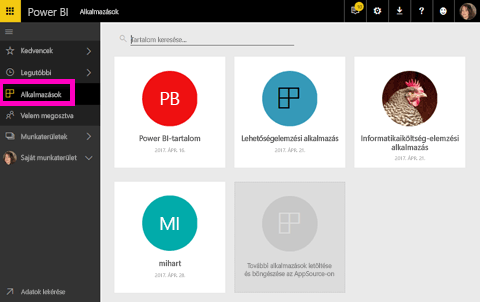 Power BI
Alkalmazások
Kedvencek
Legutóbbi
Alkalmazások
Velem megosztva
Munkaterületek
Saját munkaterület
Adatok lekérése
Tartalom keresése...
PB
Power BI-tartalom
2017. ÁPR. 16.
Lehetőségelemzési alkalmazás
2017. ÁPR. 21.
Informatikaiköltség-elemzési
alkalmazás
2017. ÁPR. 21.
MI
mihart
2017. ÁPR. 28.
További alkalmazások letöltése
és böngészése az AppSource-on